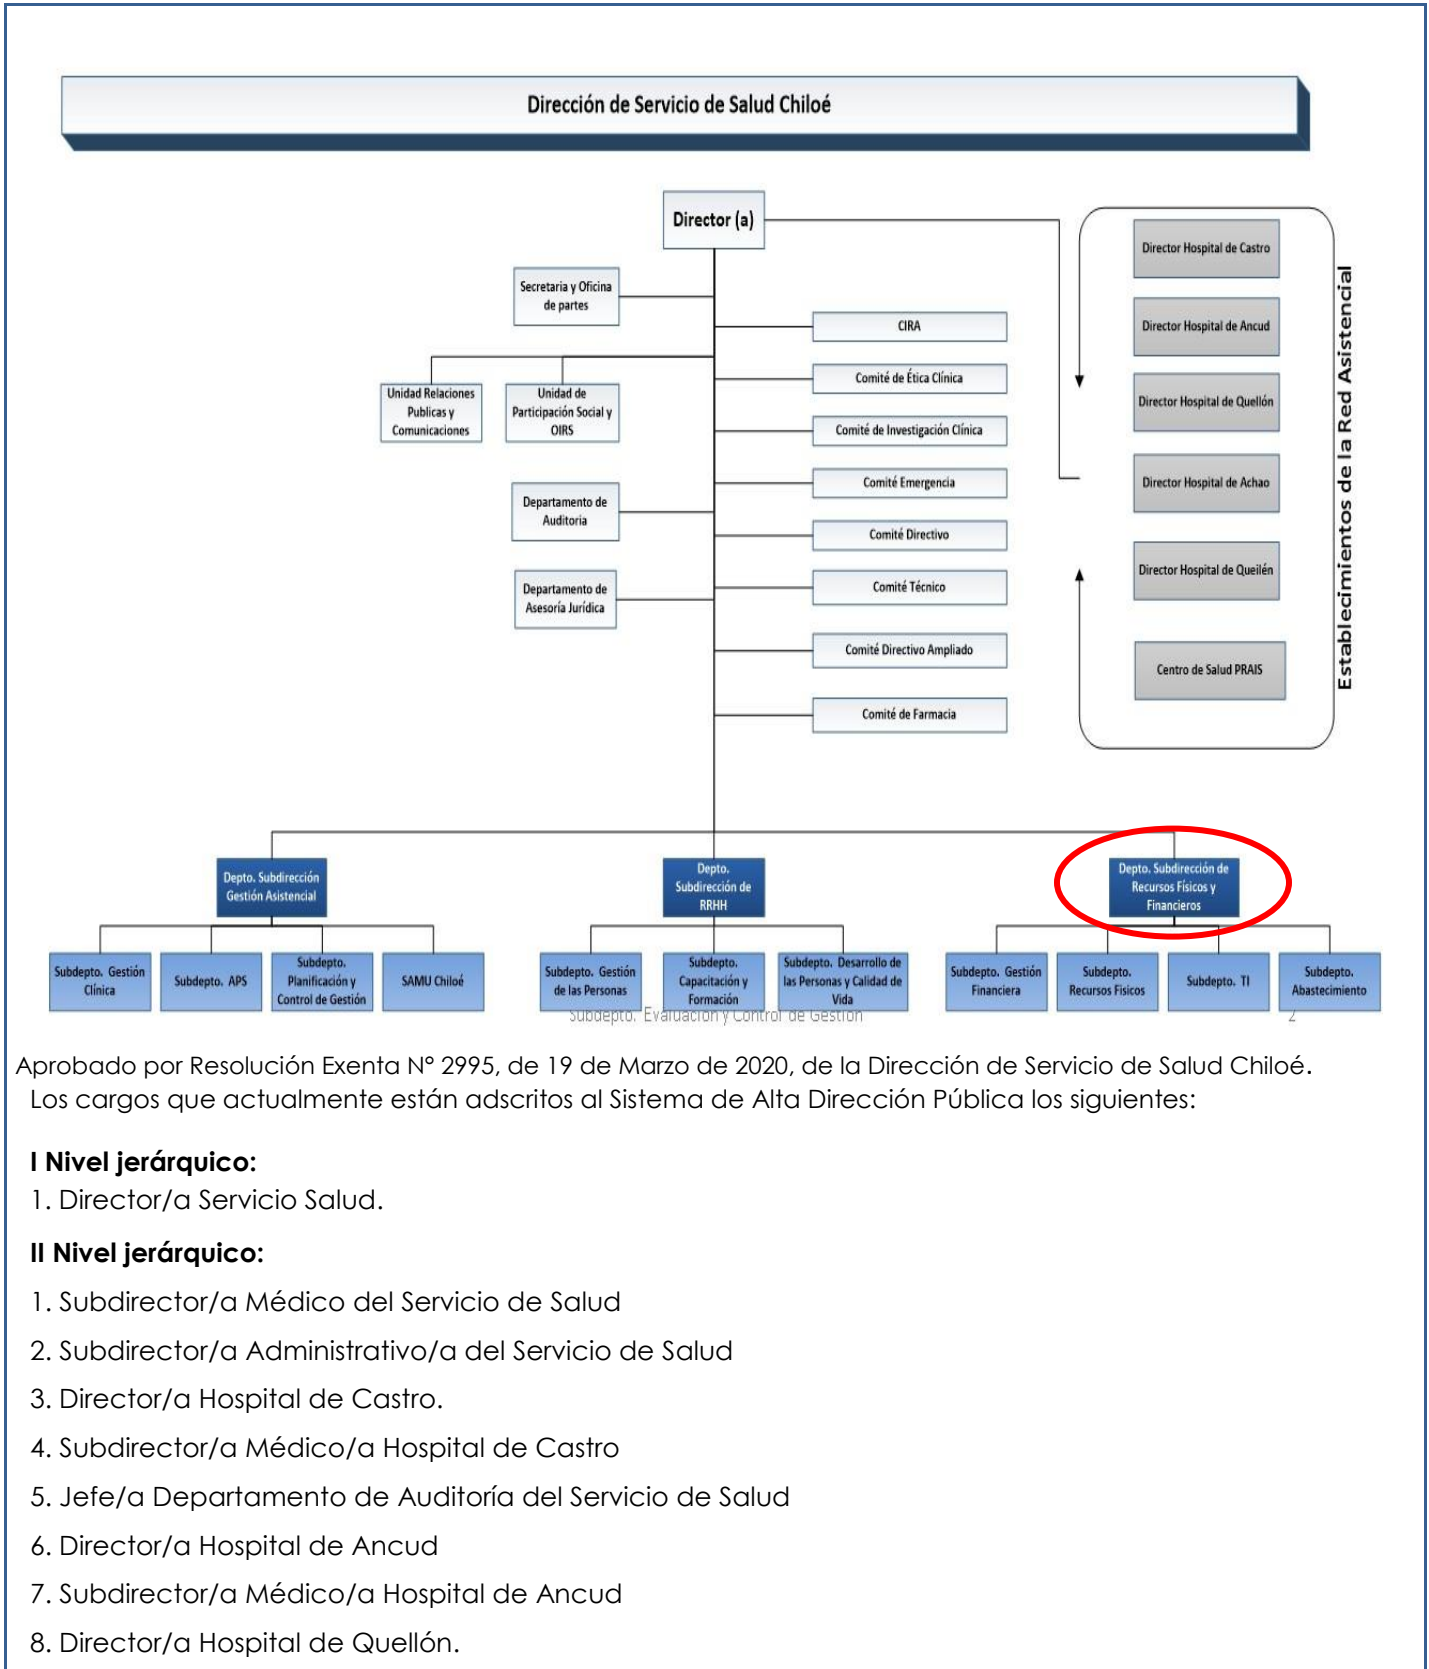 Dirección de Servicio de Salud Chiloé
Director (a)
Secretaria y Oficina
de partes
Unidad Relaciones
Publicas y
Comunicaciones
Unidad de
Participación Social y
OIRS
Departamento de
Auditoria
Departamento de
Asesoría Jurídica
CIRA
Comité de Ética Clínica
Comité de Investigación Clínica
Comité Emergencia
Comité Directivo
Comité Técnico
Comité Directivo Ampliado
Comité de Farmacia
Director Hospital de Castro
Director Hospital de Ancud
Director Hospital de Quellón
Director Hospital de Achao
Director Hospital de Queilén
Centro de Salud PRAIS
Establecimientos de la Red Asistencial
Depto. Subdirección
Gestión Asistencial
Depto.
Subdirección de
RRHH
Depto. Subdirección de
Recursos Físicos y
Financieros
Subdepto. Gestión
Clínica
Subdepto. APS
Subdepto.
Planificación y
Control de Gestión
SAMU Chiloé
Subdepto. Gestión
de las Personas
Subdepto.
Capacitación y
Formación
Subdepto. Desarrollo de
las Personas y Calidad de
Vida
Subdepto. Gestión
Financiera
Subdepto.
Recursos Fisicos
Subdepto. TI
Subdepto.
Abastecimiento
Subdepto. Evaluación y Control de Gestión
2
Aprobado por Resolución Exenta N° 2995, de 19 de Marzo de 2020, de la Dirección de Servicio de Salud Chiloé.
Los cargos que actualmente están adscritos al Sistema de Alta Dirección Pública los siguientes:
I Nivel jerárquico:
1. Director/a Servicio Salud.
II Nivel jerárquico:
1. Subdirector/a Médico del Servicio de Salud
2. Subdirector/a Administrativo/a del Servicio de Salud
3. Director/a Hospital de Castro.
4. Subdirector/a Médico/a Hospital de Castro
5. Jefe/a Departamento de Auditoría del Servicio de Salud
6. Director/a Hospital de Ancud
7. Subdirector/a Médico/a Hospital de Ancud
8. Director/a Hospital de Quellón.